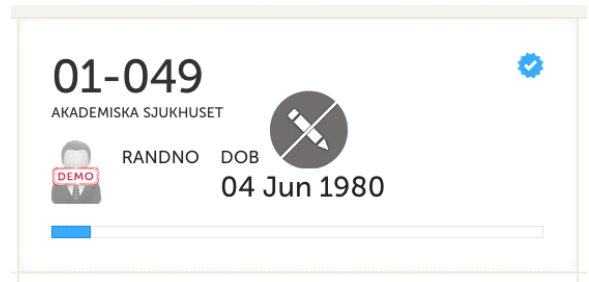 01-049
AKADEMISKA SJUKHUSET
RANDNO DOB
DEMO
04 Jun 1980